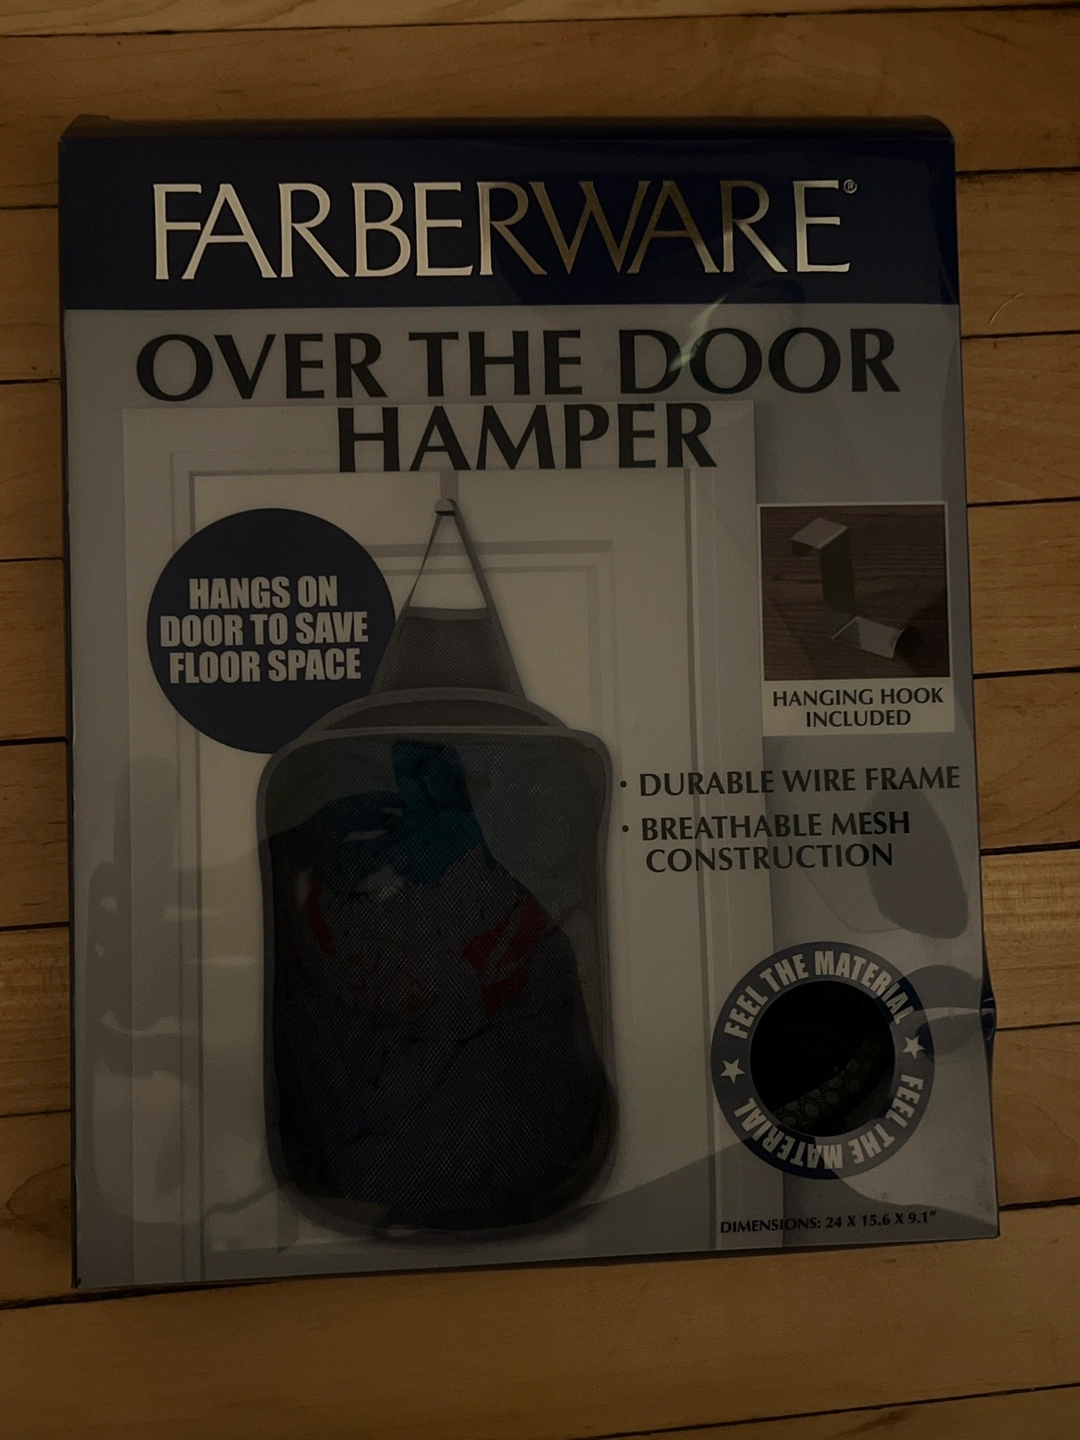 FARBERWARE®
OVER THE DOOR
HAMPER
HANGS ON
DOOR TO SAVE
FLOOR SPACE
HANGING HOOK
INCLUDED
• DURABLE WIRE FRAME
• BREATHABLE MESH
CONSTRUCTION
FEEL THE MATERIAL
★ FEEL THE MATERIAL ★
DIMENSIONS: 24 X 15.6 X 9.1"